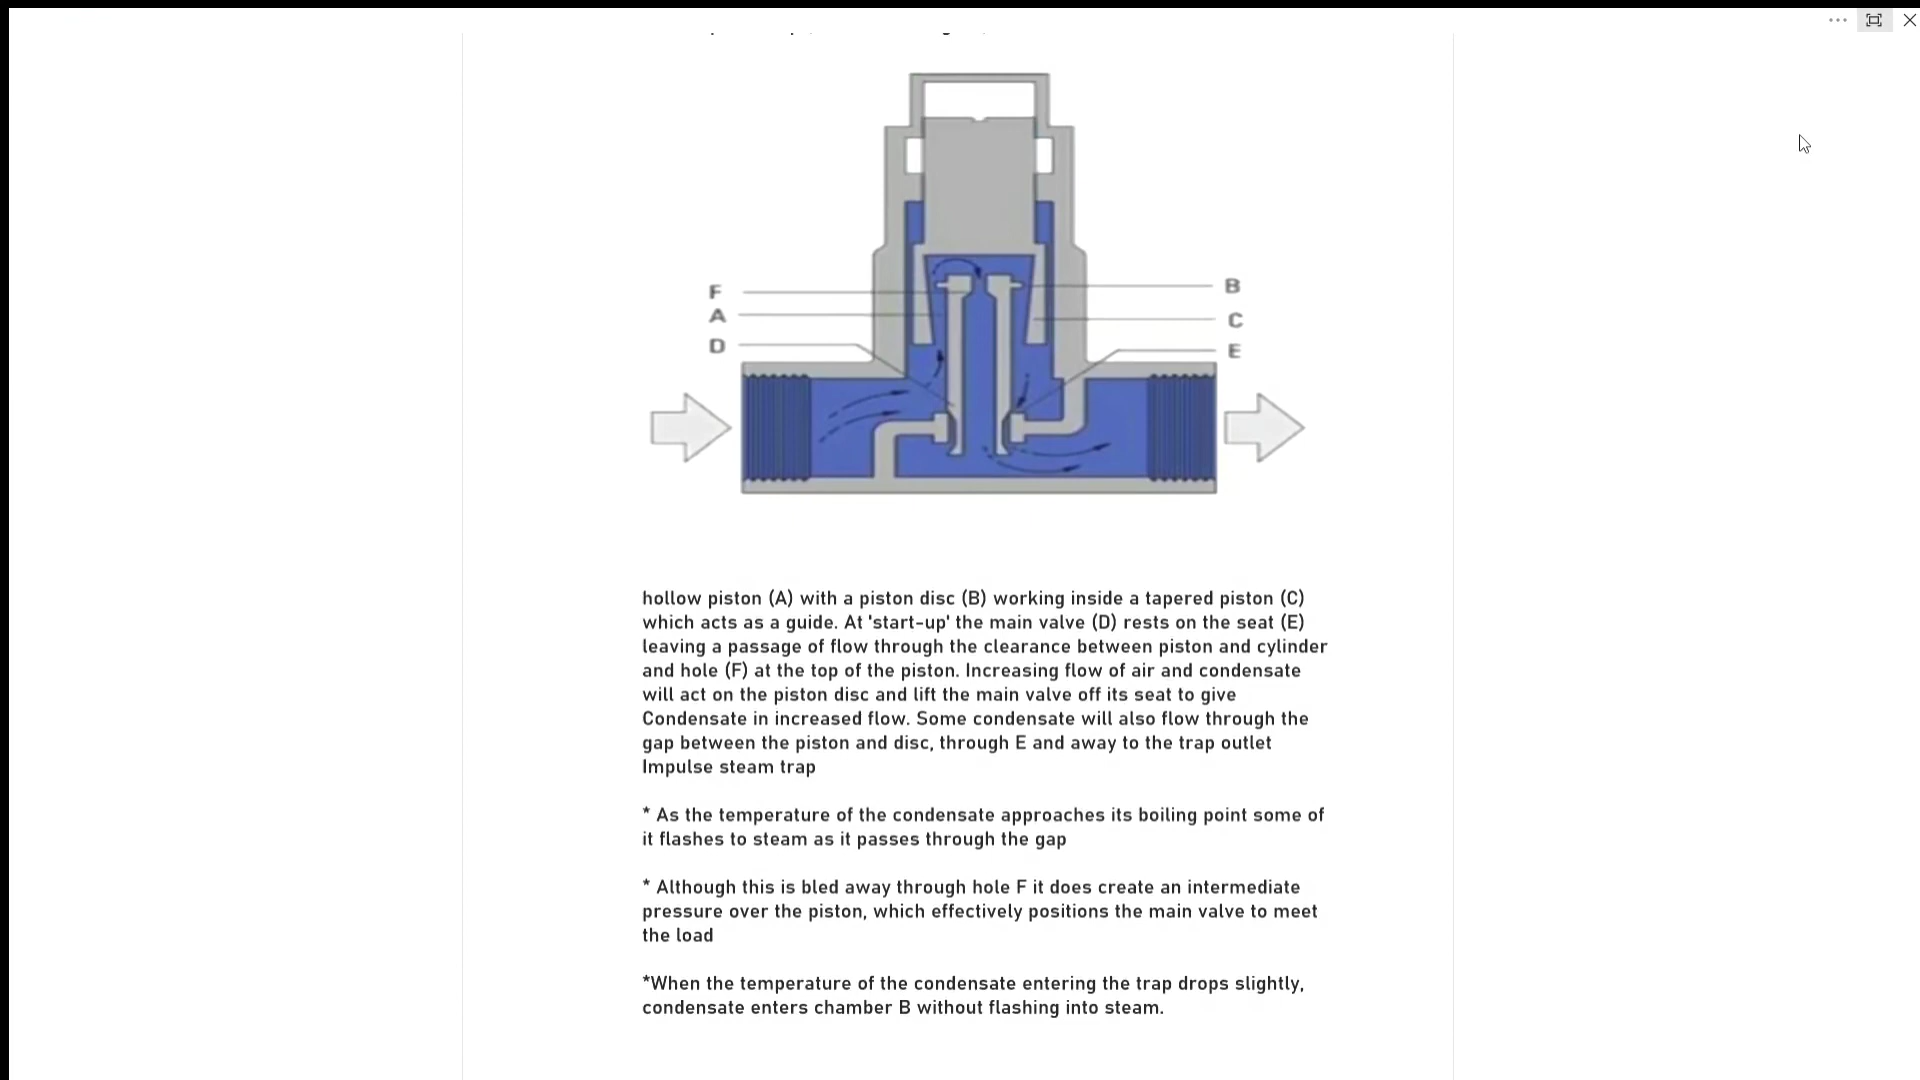 F
A
D
B
C
E
hollow piston (A) with a piston disc (B) working inside a tapered piston (C)
which acts as a guide. At 'start-up' the main valve (D) rests on the seat (E)
leaving a passage of flow through the clearance between piston and cylinder
and hole (F) at the top of the piston. Increasing flow of air and condensate
will act on the piston disc and lift the main valve off its seat to give
Condensate in increased flow. Some condensate will also flow through the
gap between the piston and disc, through E and away to the trap outlet
Impulse steam trap
* As the temperature of the condensate approaches its boiling point some of
it flashes to steam as it passes through the gap
* Although this is bled away through hole F it does create an intermediate
pressure over the piston, which effectively positions the main valve to meet
the load
*When the temperature of the condensate entering the trap drops slightly,
condensate enters chamber B without flashing into steam.